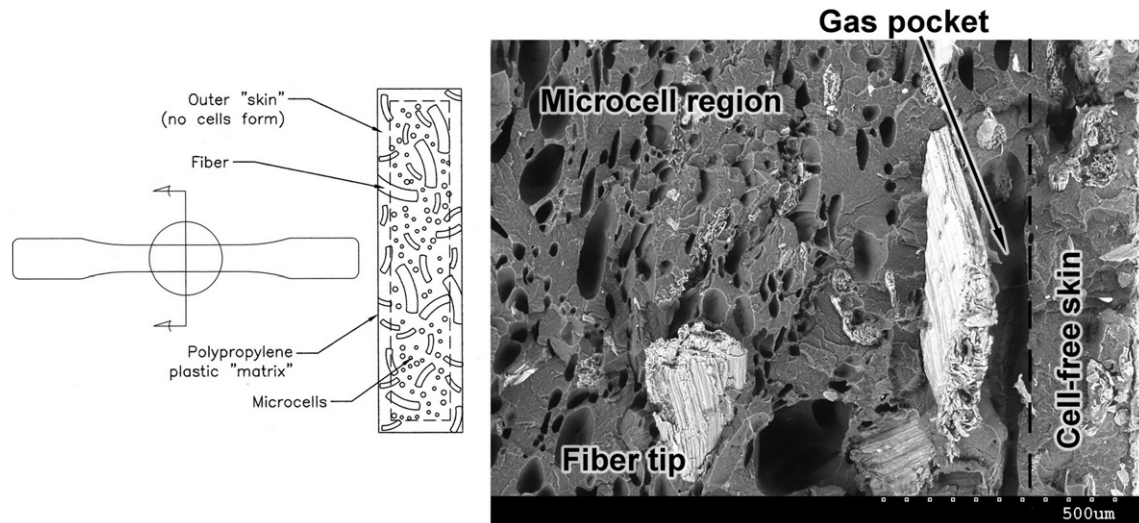 Outer "skin"
(no cells form)
Fiber
Polypropylene
plastic "matrix"
Microcells
Gas pocket
Microcell region
Cell-free skin
Fiber tip
500um